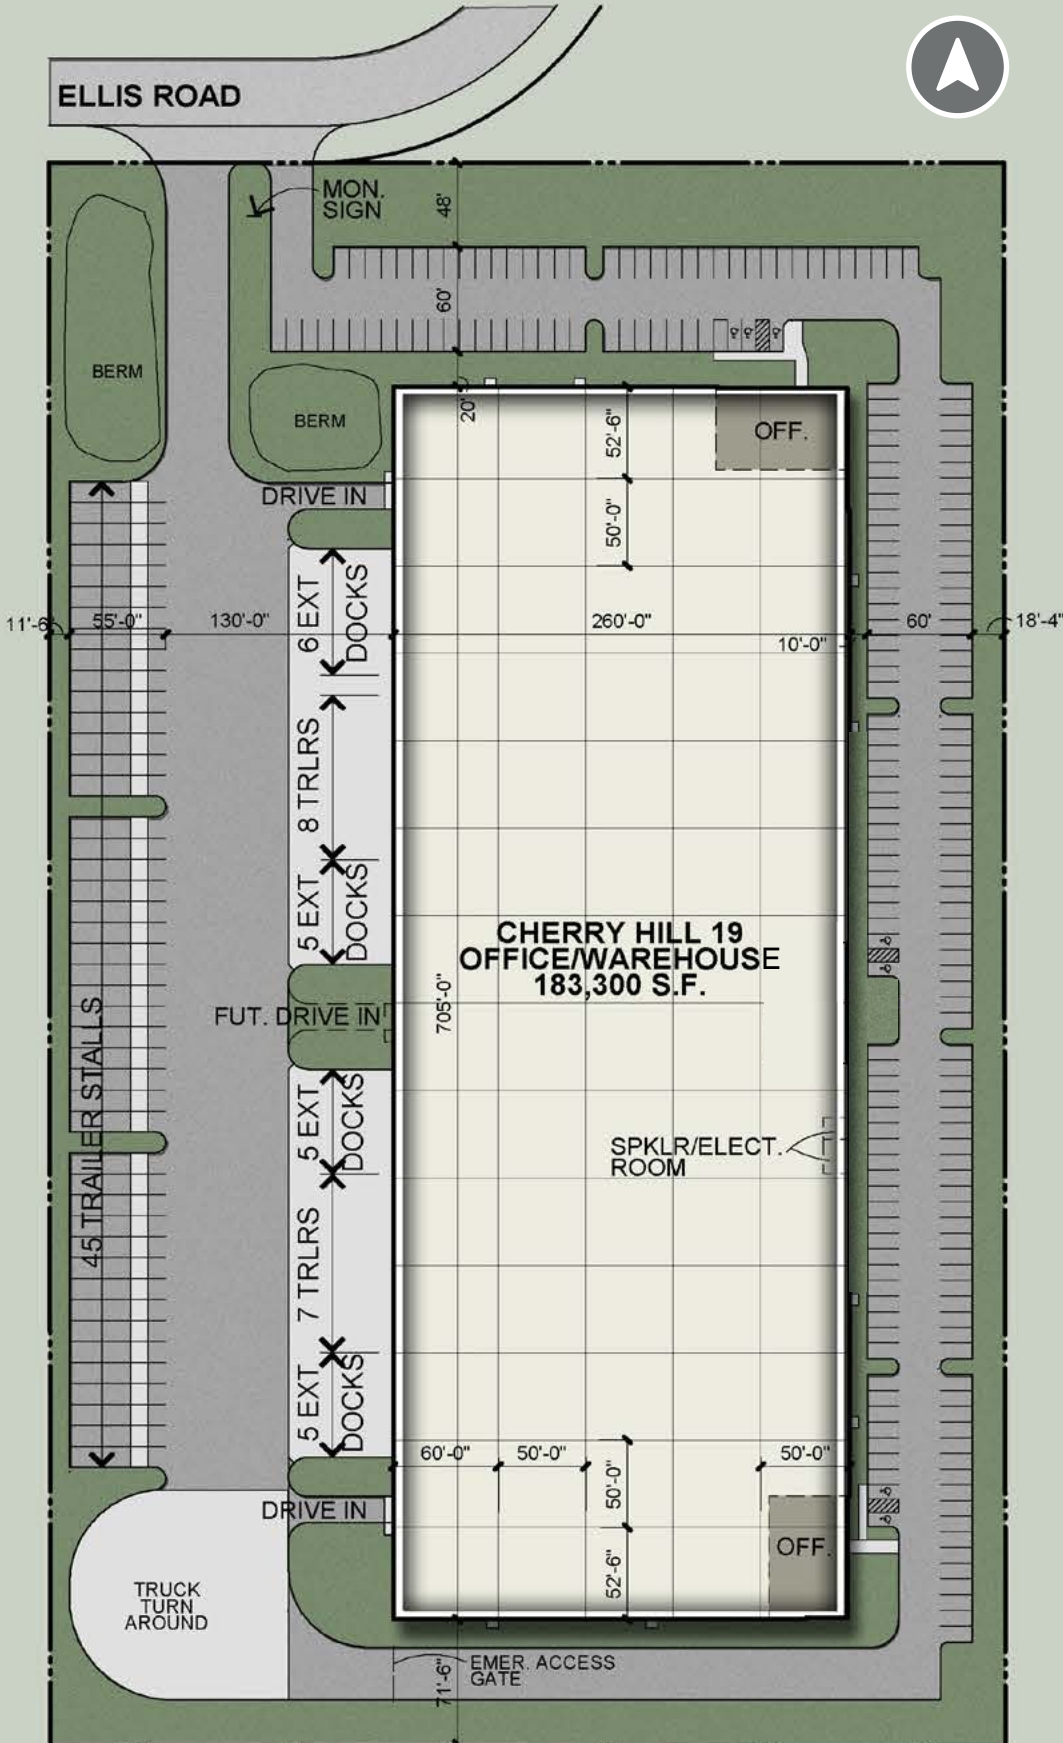 ELLIS ROAD
MON.
SIGN
48'
60'
BERM
BERM
20'
52'-6"
OFF.
DRIVE IN
50'-0"
6 EXT
DOCKS
11'-6"
55'-0"
130'-0"
260'-0"
10'-0"
60'
18'-4"
8 TRLRS
5 EXT
DOCKS
CHERRY HILL 19
OFFICE/WAREHOUSE
183,300 S.F.
705'-0"
FUT. DRIVE IN
45 TRAILER STALLS
5 EXT
DOCKS
SPKLR/ELECT.
ROOM
7 TRLRS
5 EXT
DOCKS
60'-0"
50'-0"
50'-0"
50'-0"
DRIVE IN
52'-6"
OFF.
TRUCK
TURN
AROUND
EMER. ACCESS
GATE
71'-6"